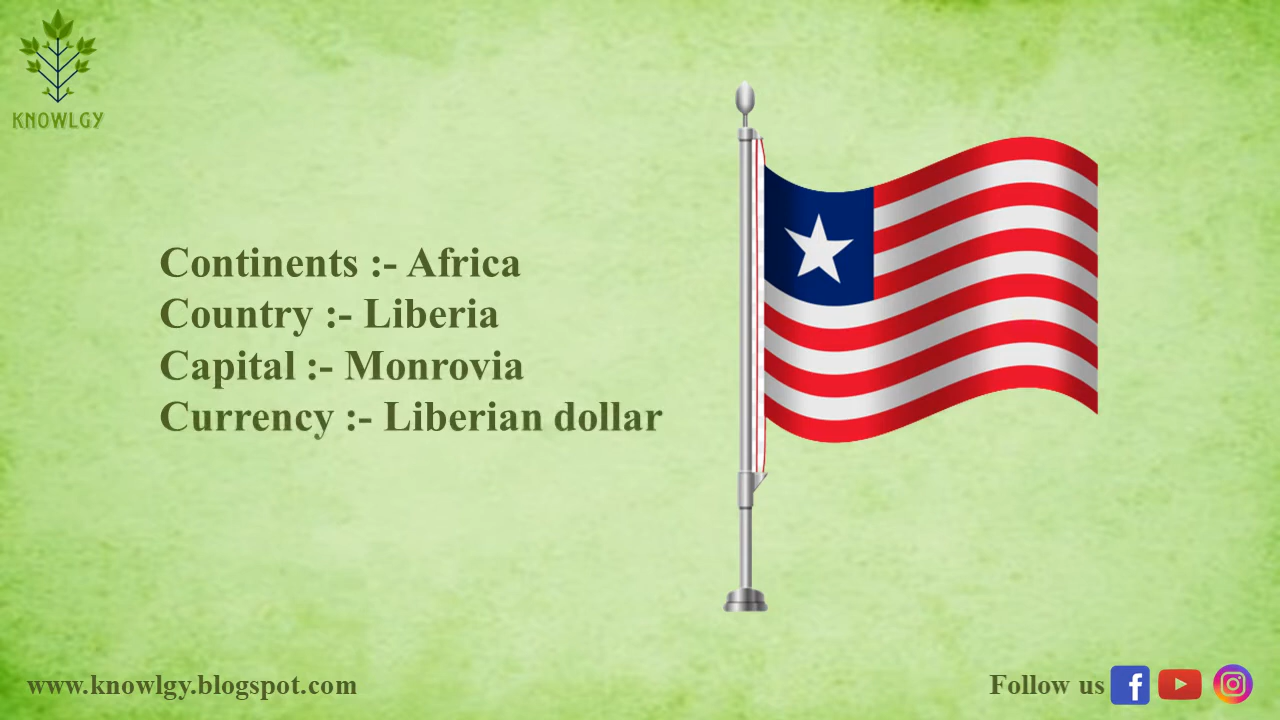 KNOWLGY
Continents :- Africa
Country :- Liberia
Capital :- Monrovia
Currency :- Liberian dollar
www.knowlgy.blogspot.com
Follow us